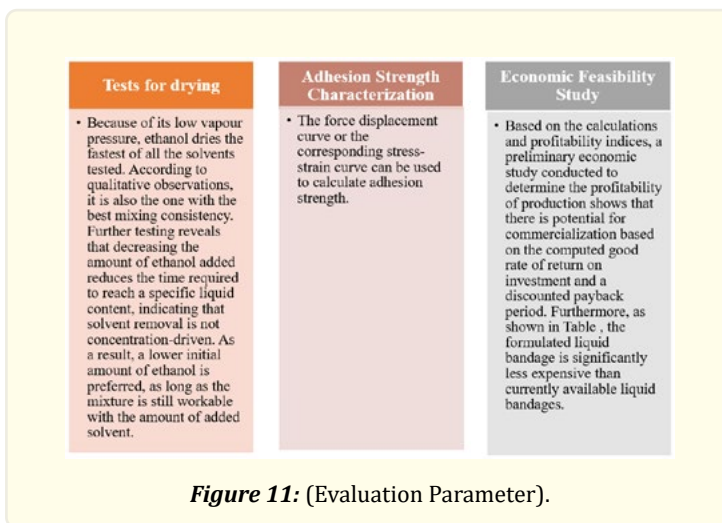 Tests for drying
• Because of its low vapour
pressure, ethanol dries the
fastest of all the solvents
tested. According to
qualitative observations,
it is also the one with the
best mixing consistency.
Further testing reveals
that decreasing the
amount of ethanol added
reduces the time required
to reach a specific liquid
content, indicating that
solvent removal is not
concentration-driven. As
a result, a lower initial
amount of ethanol is
preferred, as long as the
mixture is still workable
with the amount of added
solvent.
Adhesion Strength
Characterization
• The force displacement
curve or the
corresponding stress-
strain curve can be used
to calculate adhesion
strength.
Economic Feasibility
Study
• Based on the calculations
and profitability indices, a
preliminary economic
study conducted to
determine the profitability
of production shows that
there is potential for
commercialization based
on the computed good
rate of return on
investment and a
discounted payback
period. Furthermore, as
shown in Table , the
formulated liquid
bandage is significantly
less expensive than
currently available liquid
bandages.
Figure 11: (Evaluation Parameter).